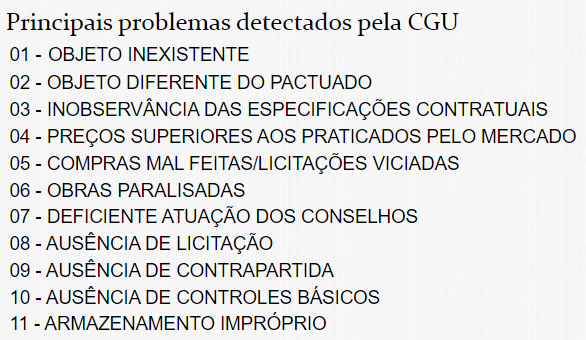 Principais problemas detectados pela CGU
01 - OBJETO INEXISTENTE
02 - OBJETO DIFERENTE DO PACTUADO
03 - INOBSERVÂNCIA DAS ESPECIFICAÇÕES CONTRATUAIS
04 - PREÇOS SUPERIORES AOS PRATICADOS PELO MERCADO
05 - COMPRAS MAL FEITAS/LICITAÇÕES VICIADAS
06 - OBRAS PARALISADAS
07 - DEFICIENTE ATUAÇÃO DOS CONSELHOS
08 - AUSÊNCIA DE LICITAÇÃO
09 - AUSÊNCIA DE CONTRAPARTIDA
10 - AUSÊNCIA DE CONTROLES BÁSICOS
11 - ARMAZENAMENTO IMPRÓPRIO